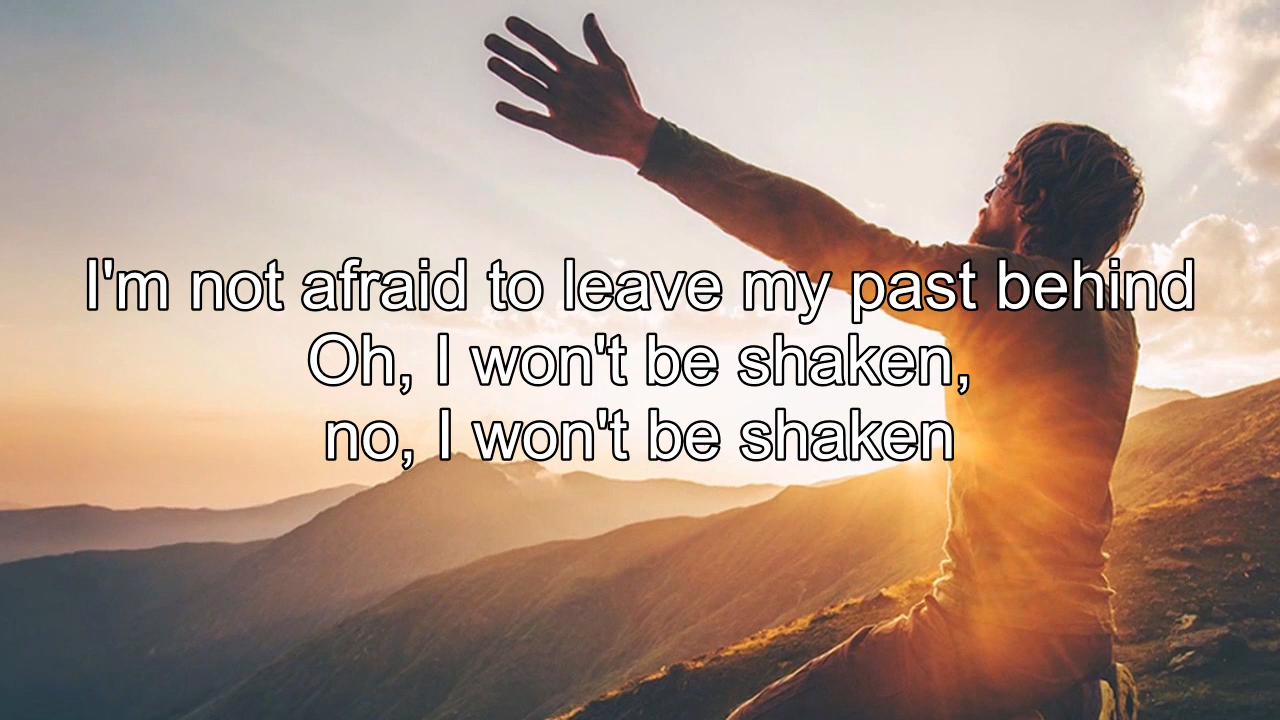 I'm not afraid to leave my past behind
Oh, I won't be shaken,
no, I won't be shaken